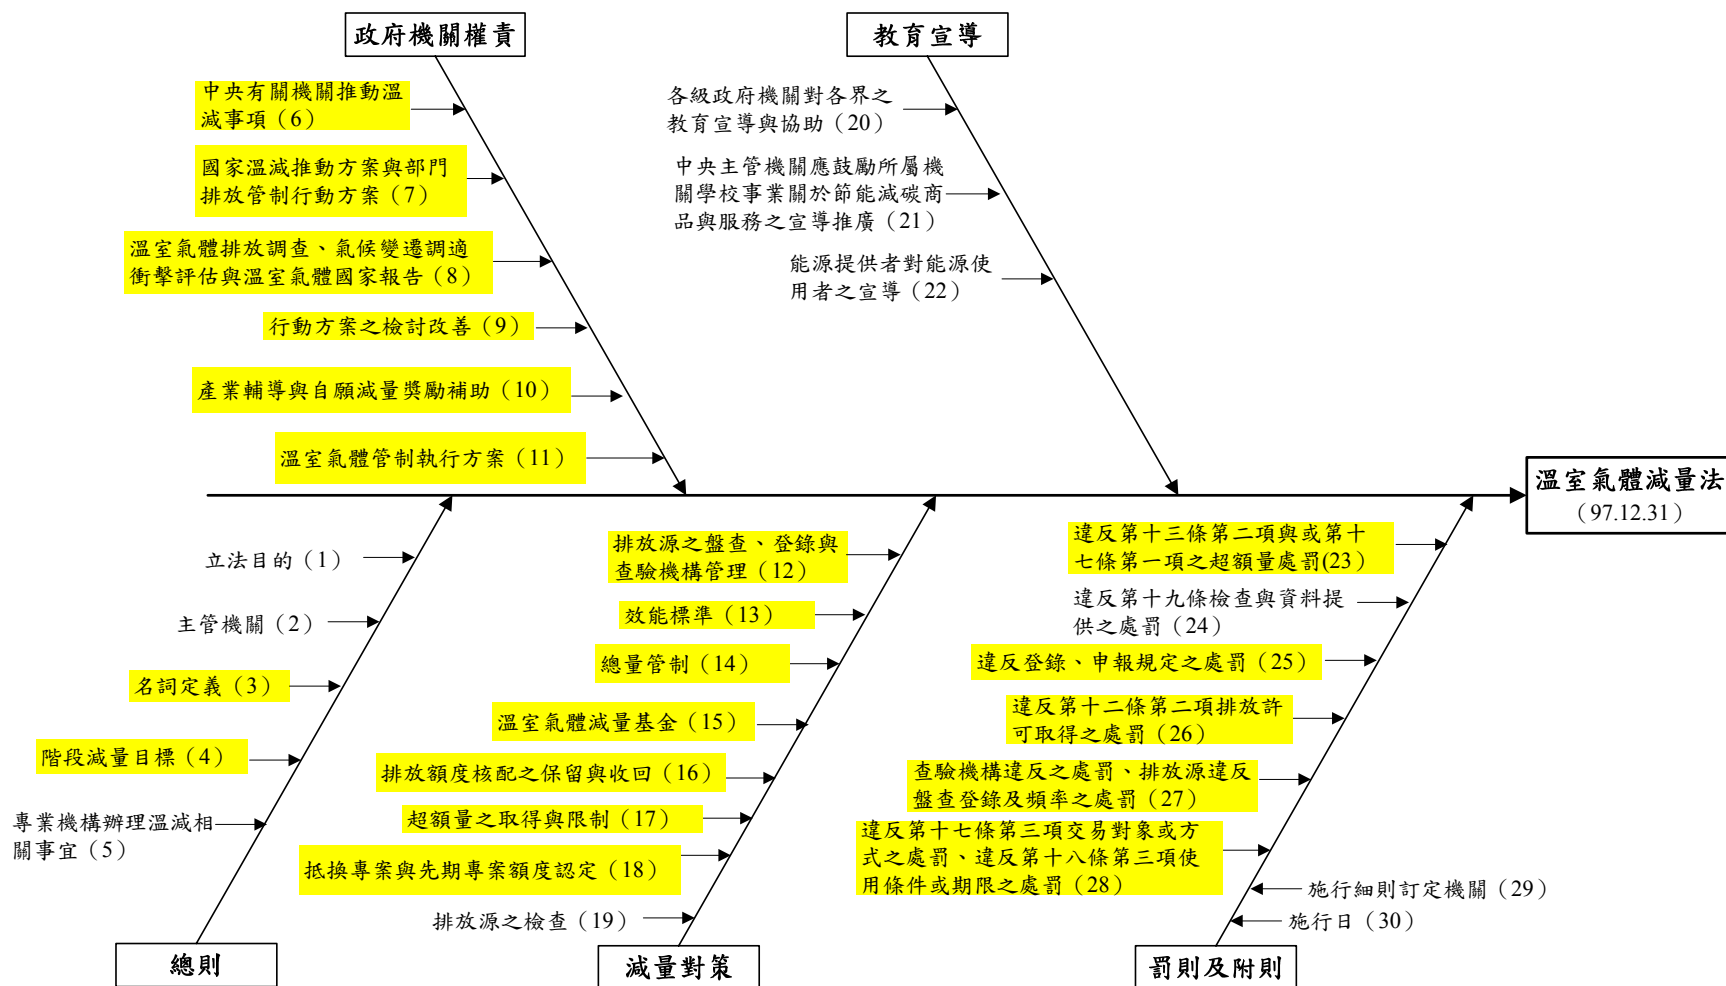 政府機關權責
中央有關機關推動溫
減事項（6）
國家溫減推動方案與部門
排放管制行動方案（7）
溫室氣體排放調查、氣候變遷調適
衝擊評估與溫室氣體國家報告（8）
行動方案之檢討改善（9）
產業輔導與自願減量獎勵補助（10）
溫室氣體管制執行方案（11）
教育宣導
各級政府機關對各界之
教育宣導與協助（20）
中央主管機關應鼓勵所屬機
關學校事業關於節能減碳商
品與服務之宣導推廣（21）
能源提供者對能源使
用者之宣導（22）
溫室氣體減量法
（97.12.31）
立法目的（1）
主管機關（2）
名詞定義（3）
階段減量目標（4）
專業機構辦理溫減相
關事宜（5）
總則
排放源之盤查、登錄與
查驗機構管理（12）
效能標準（13）
總量管制（14）
溫室氣體減量基金（15）
排放額度核配之保留與收回（16）
超額量之取得與限制（17）
抵換專案與先期專案額度認定（18）
排放源之檢查（19）
減量對策
違反第十三條第二項與或第十
七條第一項之超額量處罰(23）
違反第十九條檢查與資料提
供之處罰（24）
違反登錄、申報規定之處罰（25）
違反第十二條第二項排放許
可取得之處罰（26）
查驗機構違反之處罰、排放源違反
盤查登錄及頻率之處罰（27）
違反第十七條第三項交易對象或方
式之處罰、違反第十八條第三項使
用條件或期限之處罰（28）
施行細則訂定機關（29）
施行日（30）
罰則及附則